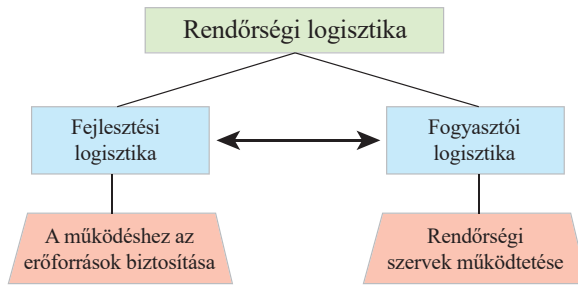 Rendőrségi logisztika
Fejlesztési
logisztika
Fogyasztói
logisztika
A működéshez az
erőforrások biztosítása
Rendőrségi
szervek működtetése